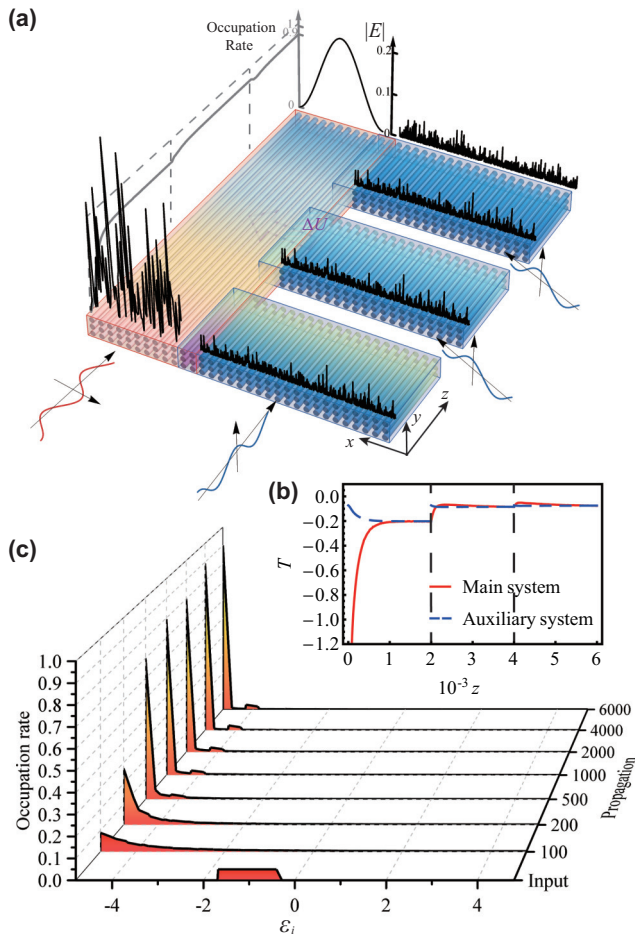 (a)
Occupation
Rate
1
0.9
0
|E|
0.2
0.1
0
ΔU
x
y
z
(b)
T
0.0
−0.2
−0.4
−0.6
−0.8
−1.0
−1.2
Main system
Auxiliary system
0 1 2 3 4 5 6
10⁻³ z
(c)
Occupation rate
1.0
0.9
0.8
0.7
0.6
0.5
0.4
0.3
0.2
0.1
0.0
-4 -2 0 2 4
εᵢ
6000
4000
2000
1000
500
200
100
Input
Propagation